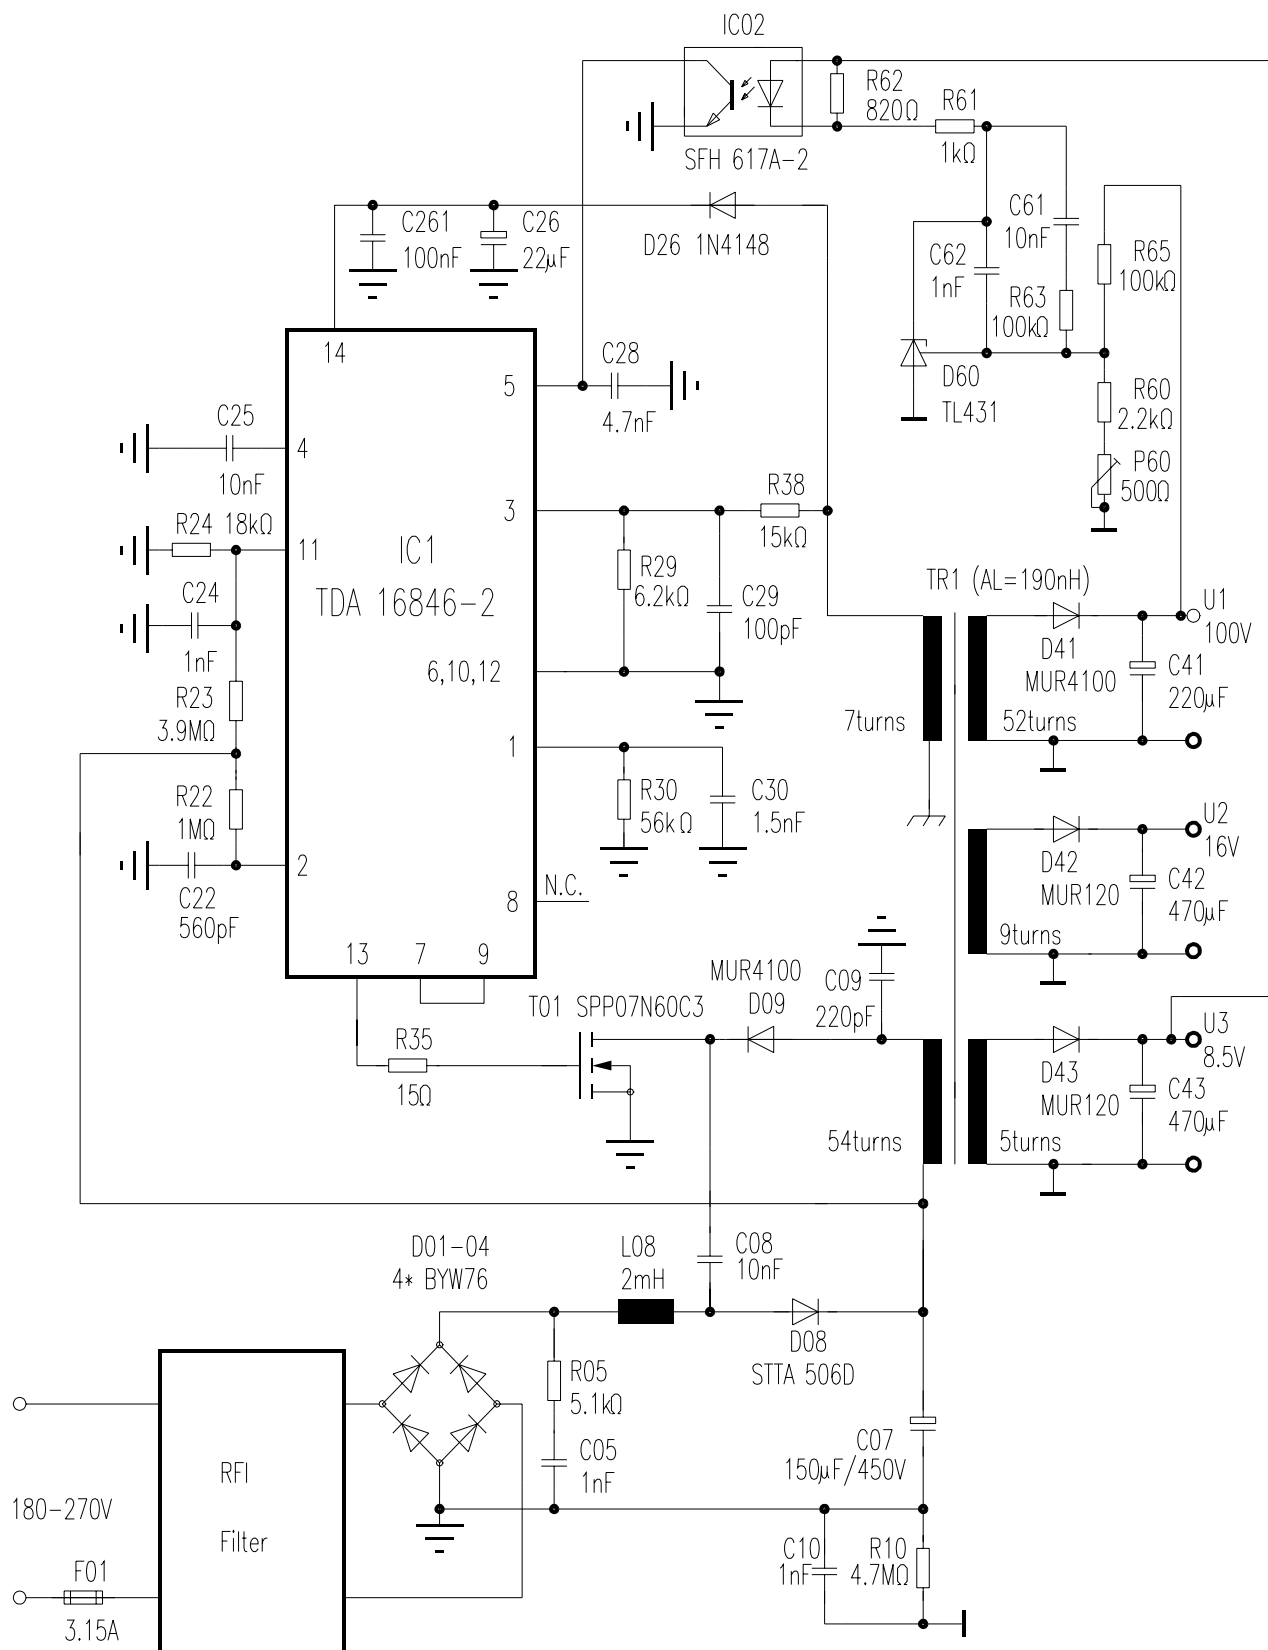 IC02
R62
820Ω
R61
1kΩ
SFH 617A-2
C261
100nF
C26
22µF
D26 1N4148
C61
10nF
C62
1nF
R63
100kΩ
R65
100kΩ
14
5
C28
4.7nF
D60
TL431
R60
2.2kΩ
P60
500Ω
C25
10nF
4
R24 18kΩ
11
3
R38
15kΩ
IC1
TDA 16846-2
R29
6.2kΩ
C29
100pF
C24
1nF
6,10,12
TR1 (AL=190nH)
U1
100V
D41
MUR4100
C41
220µF
7turns
52turns
R23
3.9MΩ
1
R22
1MΩ
R30
56kΩ
C30
1.5nF
2
C22
560pF
8
N.C.
U2
16V
D42
MUR120
C42
470µF
9turns
13
7
9
MUR4100
D09
C09
220pF
T01 SPP07N60C3
R35
15Ω
U3
8.5V
D43
MUR120
C43
470µF
54turns
5turns
D01-04
4* BYW76
L08
2mH
C08
10nF
D08
STTA 506D
R05
5.1kΩ
C05
1nF
C07
150µF/450V
RFI
Filter
180-270V
F01
3.15A
C10
1nF
R10
4.7MΩ